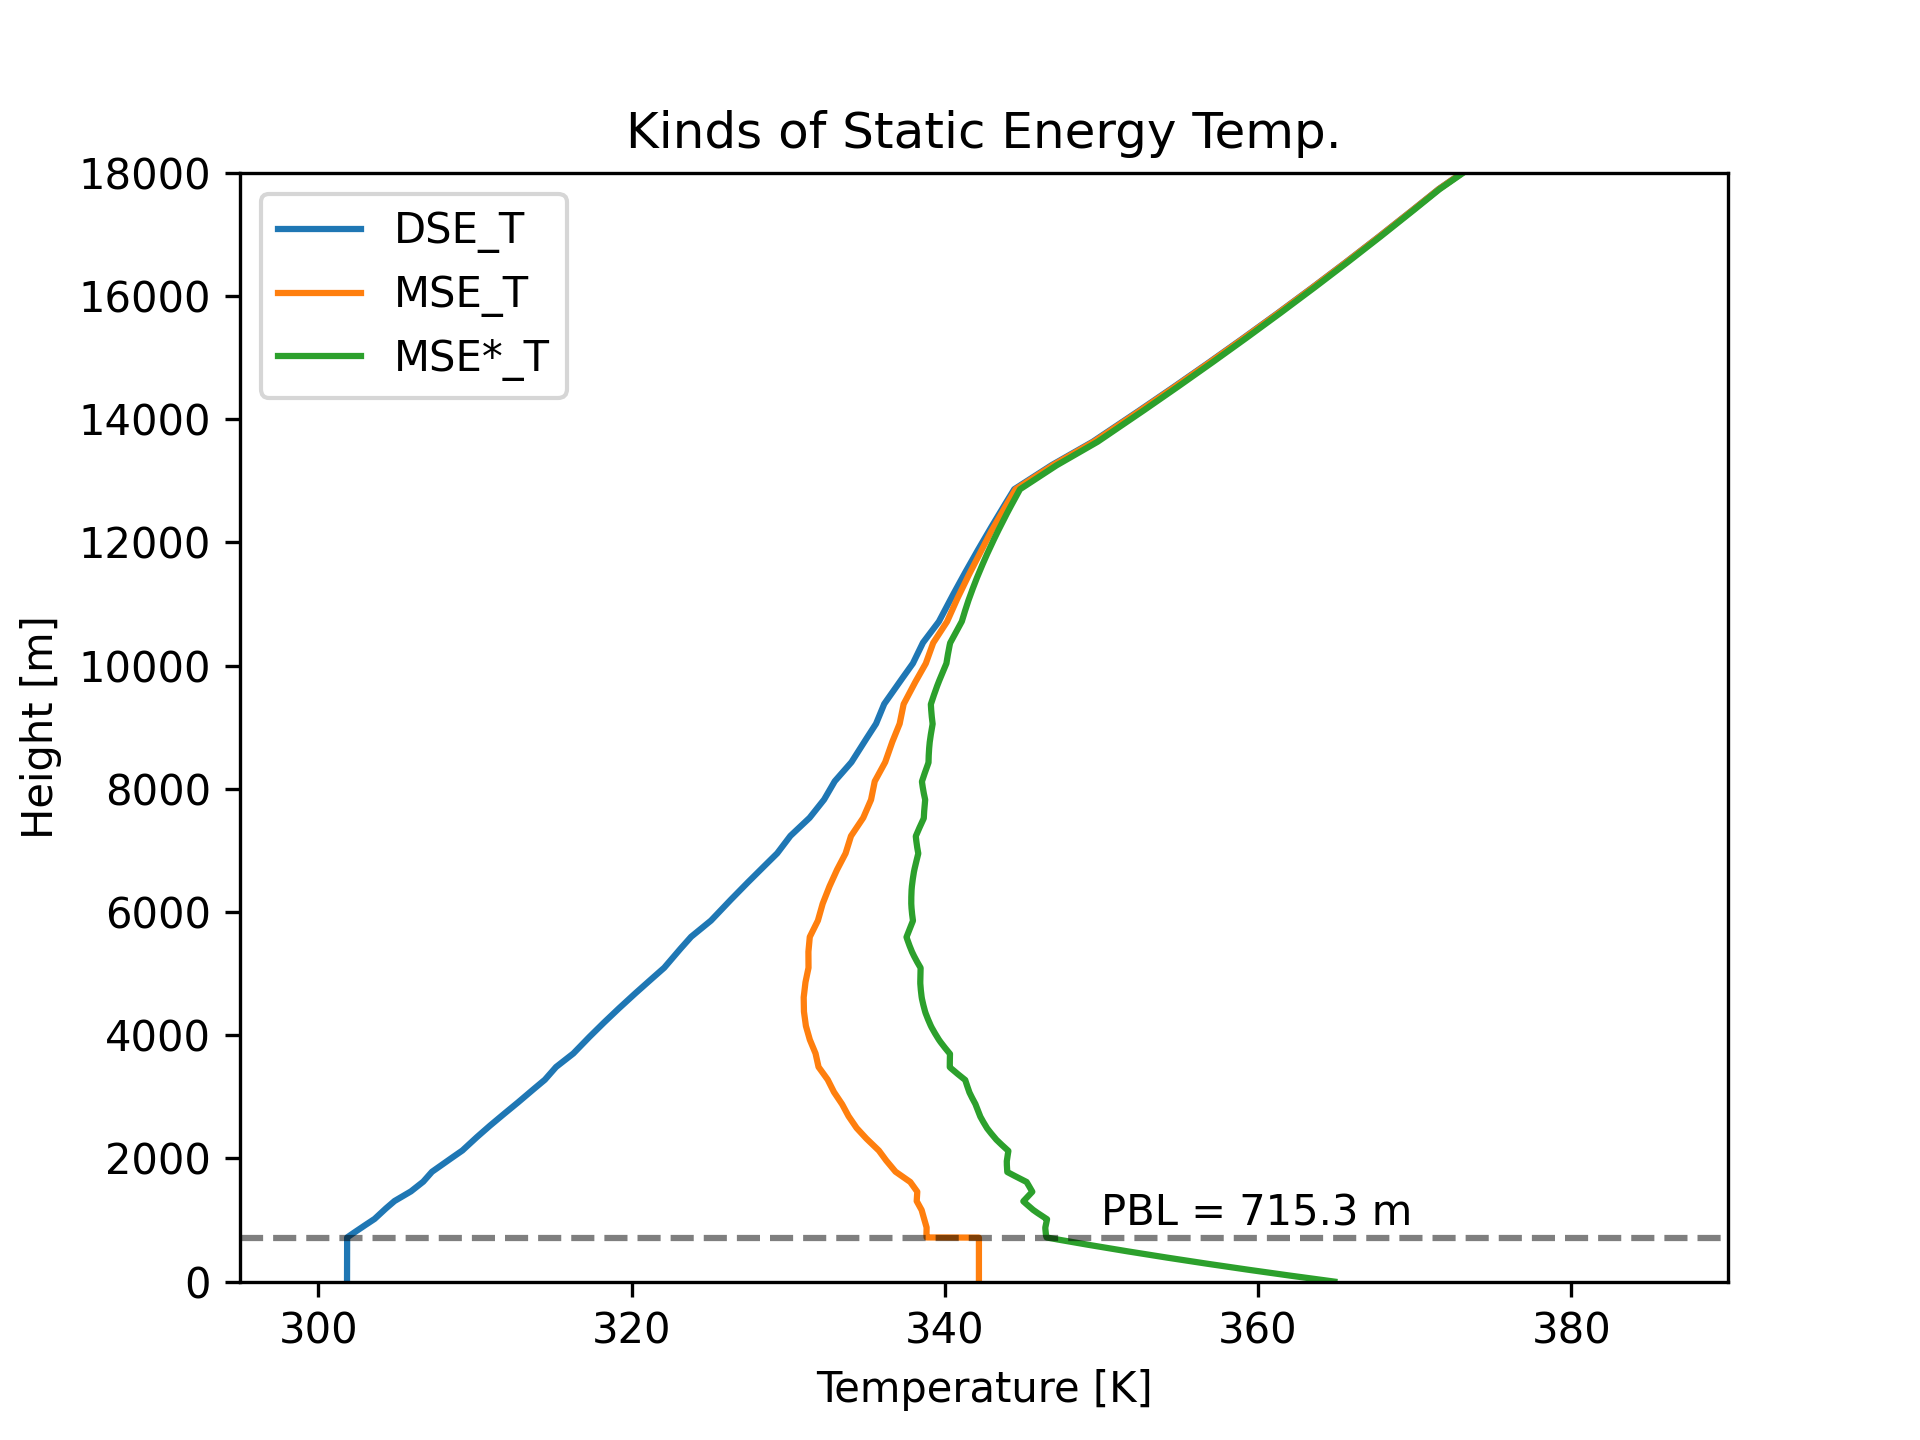 Kinds of Static Energy Temp.
18000
16000
14000
12000
10000
8000
6000
4000
2000
0
Height [m]
DSE_T
MSE_T
MSE*_T
PBL = 715.3 m
300
320
340
360
380
Temperature [K]